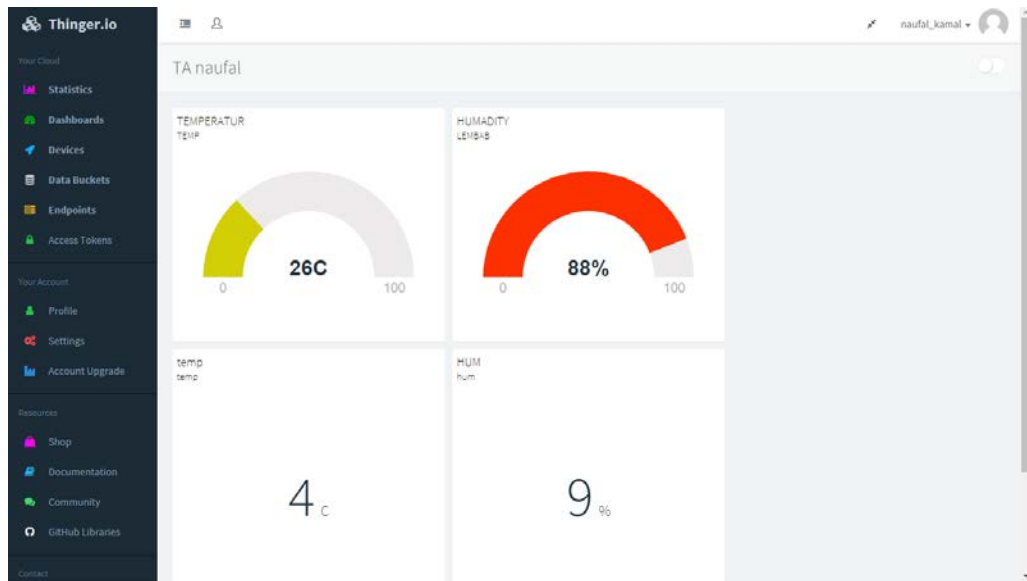 Thinger.io
naufal_kamal
Your Cloud
Statistics
Dashboards
Devices
Data Buckets
Endpoints
Access Tokens
Your Account
Profile
Settings
Account Upgrade
Resources
Shop
Documentation
Community
GitHub Libraries
Contact
TA naufal
TEMPERATUR
TEMP
26C
0 100
HUMADITY
LEMBAB
88%
0 100
temp
temp
4 C
HUM
hum
9 %